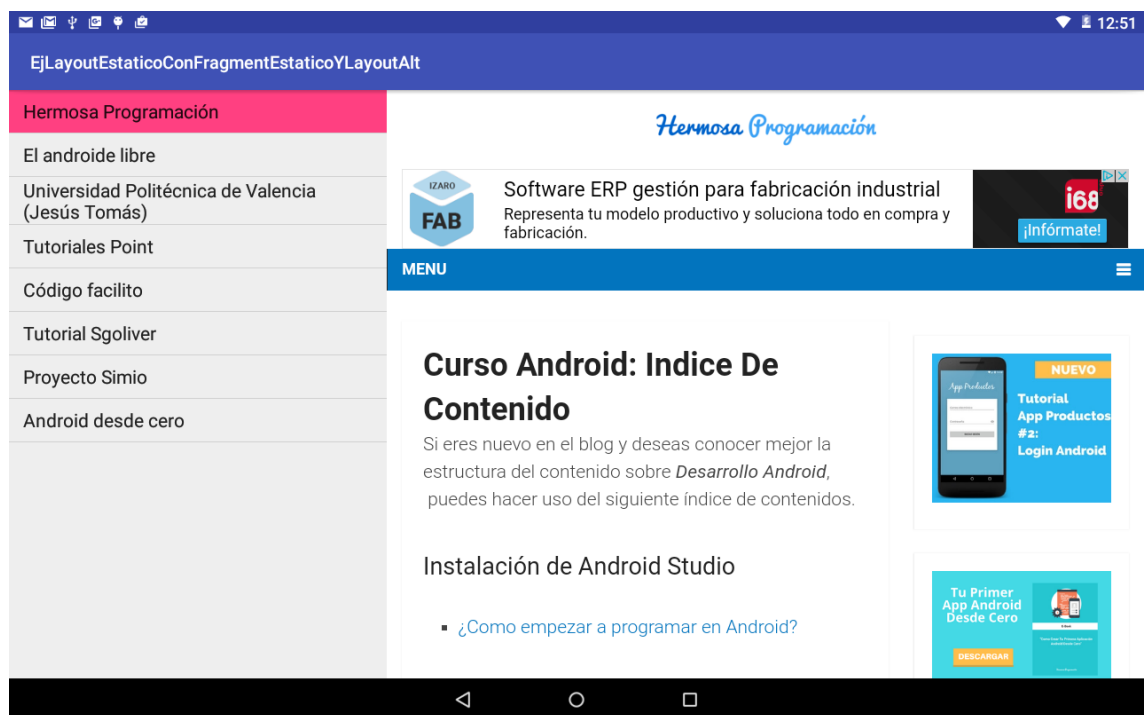 12:51
EjLayoutEstaticoConFragmentEstaticoYLayoutAlt
Hermosa Programación
El androide libre
Universidad Politécnica de Valencia
(Jesús Tomás)
Tutoriales Point
Código facilito
Tutorial Sgoliver
Proyecto Simio
Android desde cero
Hermosa Programación
IZARO
FAB
Software ERP gestión para fabricación industrial
Representa tu modelo productivo y soluciona todo en compra y
fabricación.
i68
¡Infórmate!
MENU
Curso Android: Indice De
Contenido
Si eres nuevo en el blog y deseas conocer mejor la
estructura del contenido sobre Desarrollo Android,
puedes hacer uso del siguiente índice de contenidos.
Instalación de Android Studio
¿Como empezar a programar en Android?
App Productos
NUEVO
Tutorial
App Productos
#2:
Login Android
Tu Primer
App Android
Desde Cero
DESCARGAR